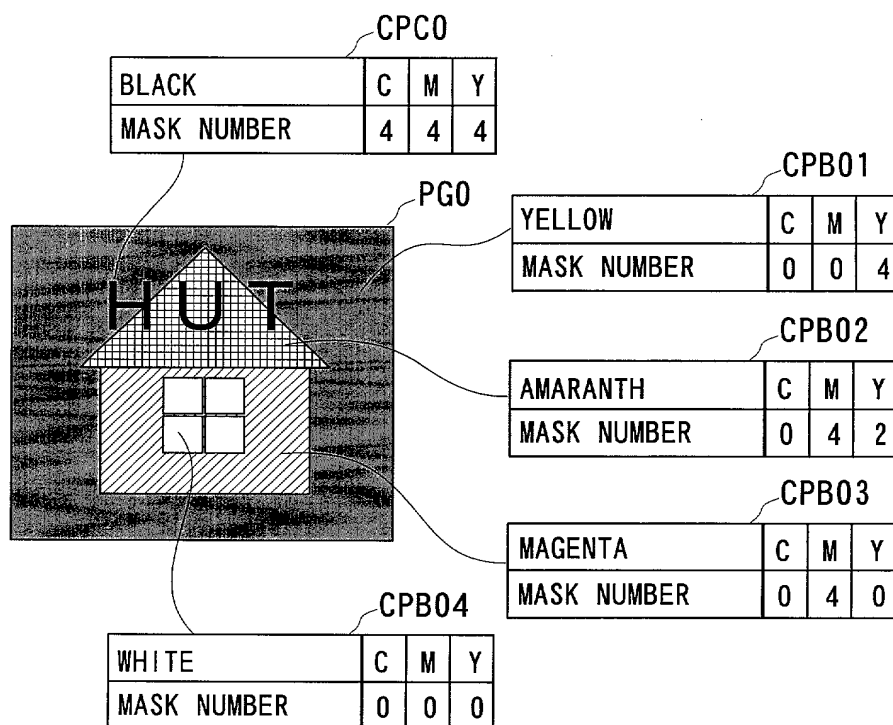 CPC0
BLACK C M Y
MASK NUMBER 4 4 4
PG0
CPB01
YELLOW C M Y
MASK NUMBER 0 0 4
HUT
CPB02
AMARANTH C M Y
MASK NUMBER 0 4 2
CPB03
MAGENTA C M Y
MASK NUMBER 0 4 0
CPB04
WHITE C M Y
MASK NUMBER 0 0 0